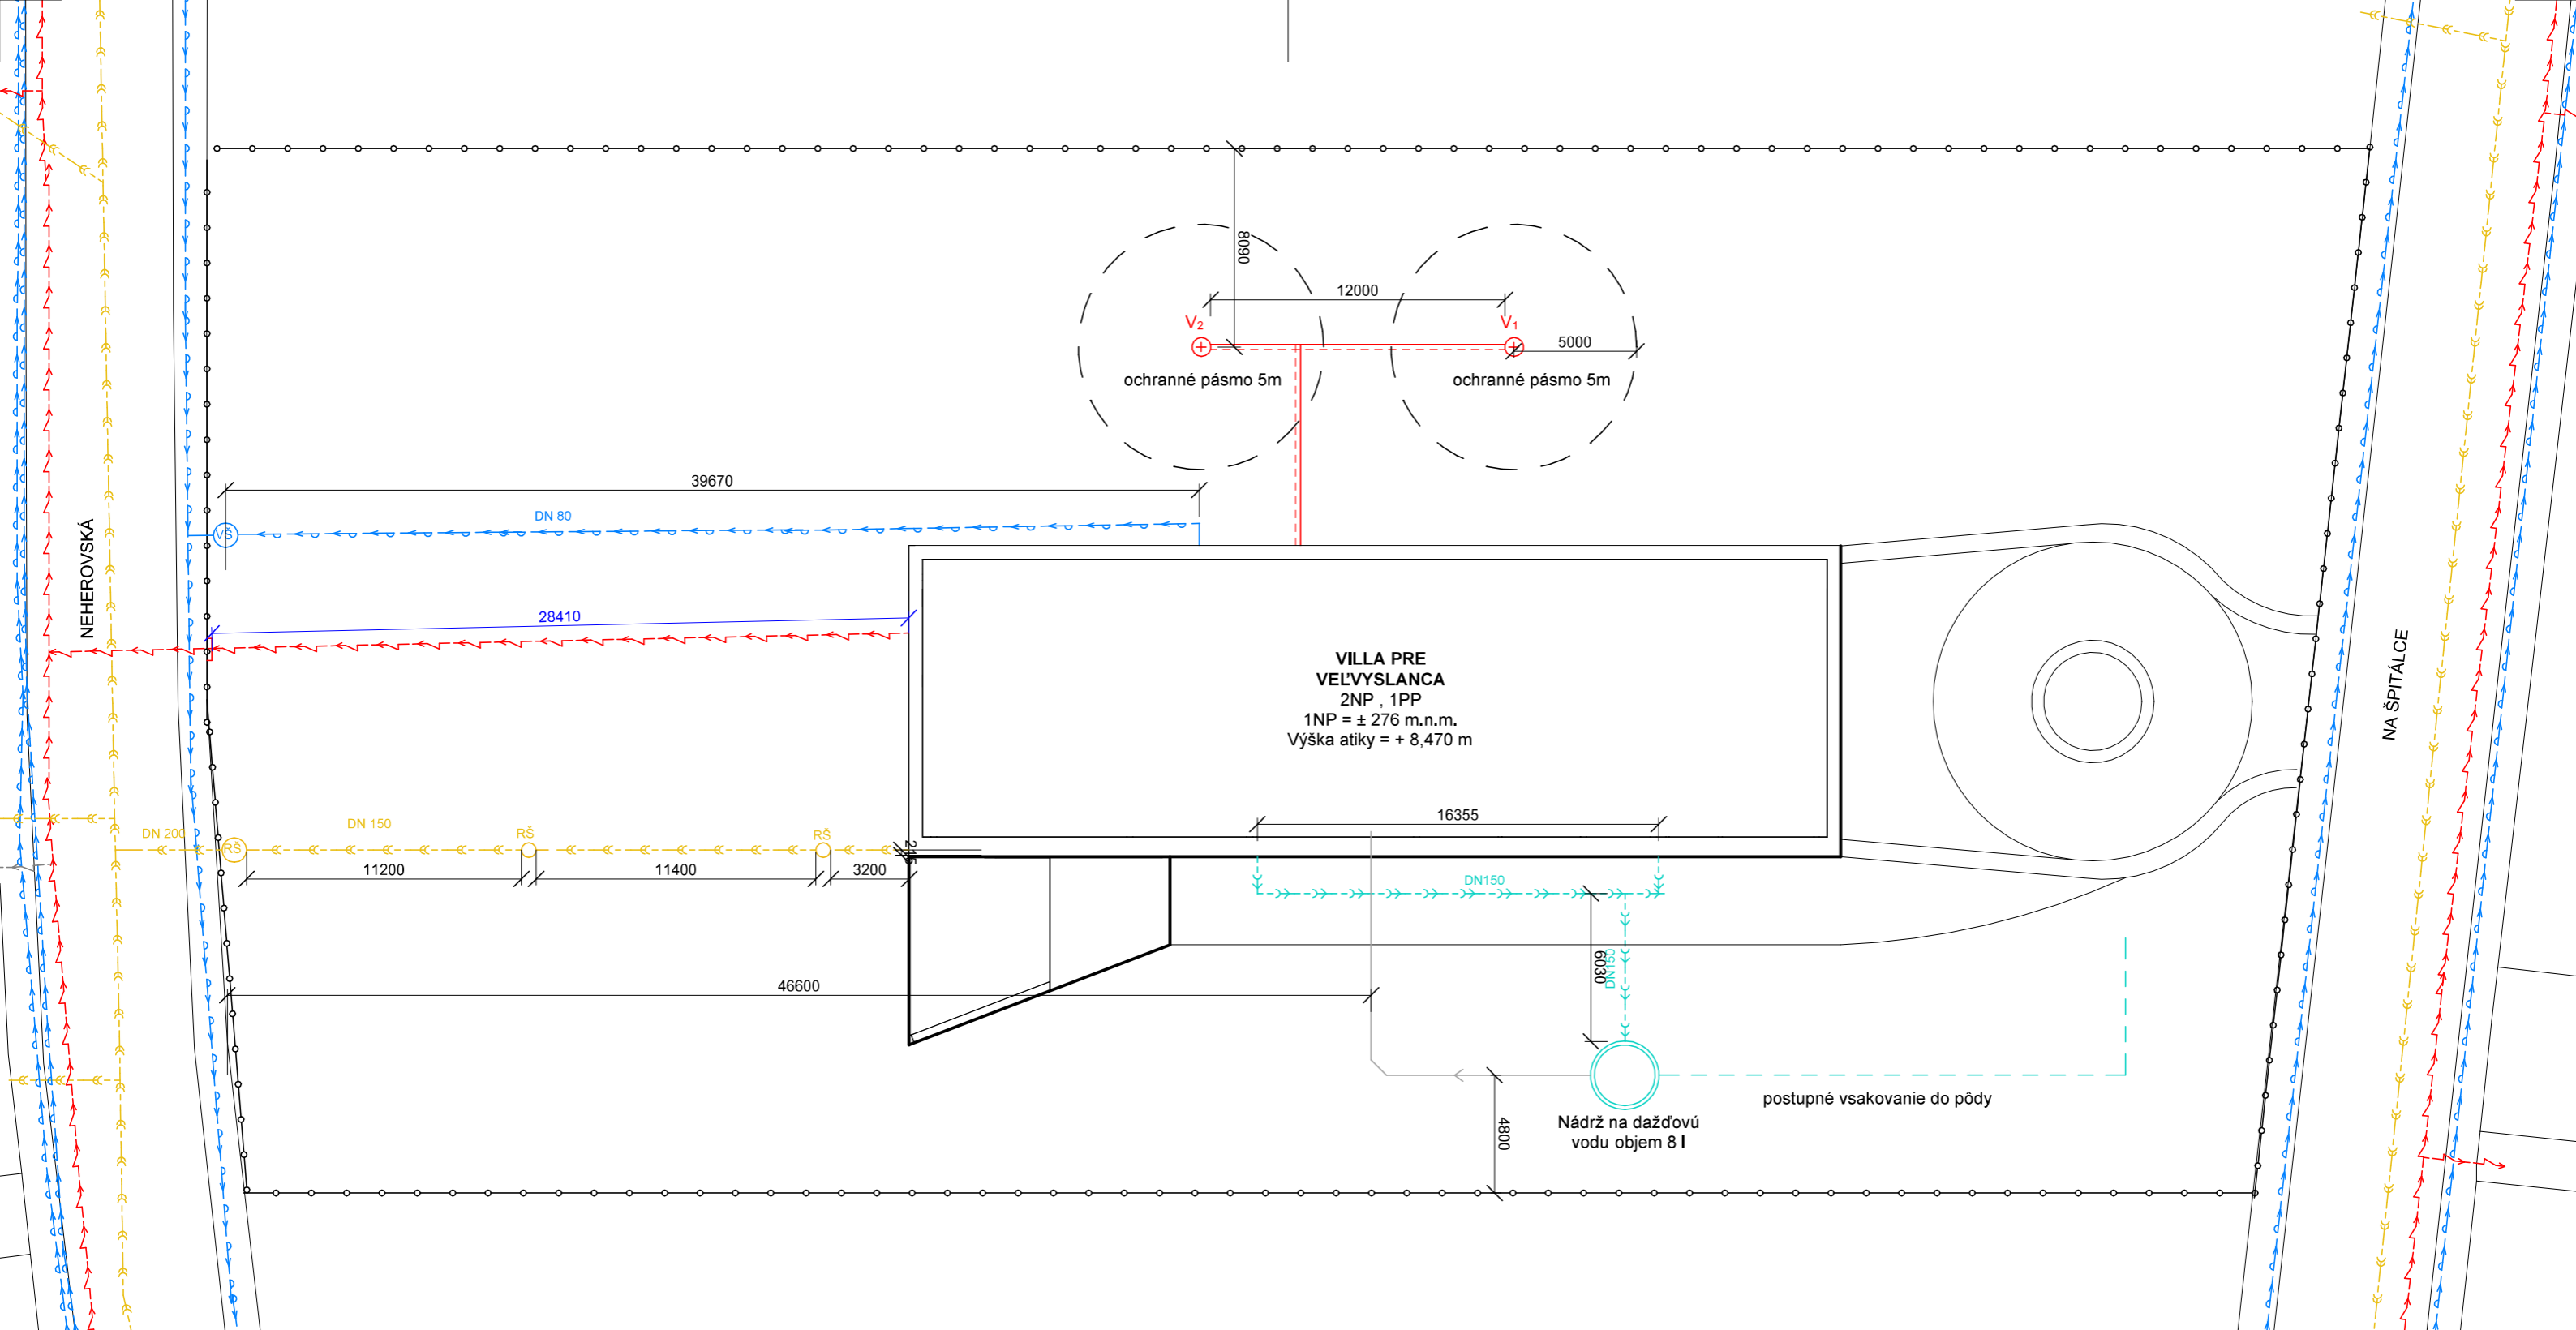 8090
12000
V₂
V₁
5000
ochranné pásmo 5m
ochranné pásmo 5m
39670
DN 80
VŠ
NEHEROVSKÁ
28410
VILLA PRE
VEĽVYSLANCA
2NP , 1PP
1NP = ± 276 m.n.m.
Výška atiky = + 8,470 m
NA ŠPITÁLCE
16355
DN 200
RŠ
DN 150
RŠ
RŠ
11200
11400
3200
DN150
6030
DN150
46600
4800
postupné vsakovanie do pôdy
Nádrž na dažďovú
vodu objem 8 l